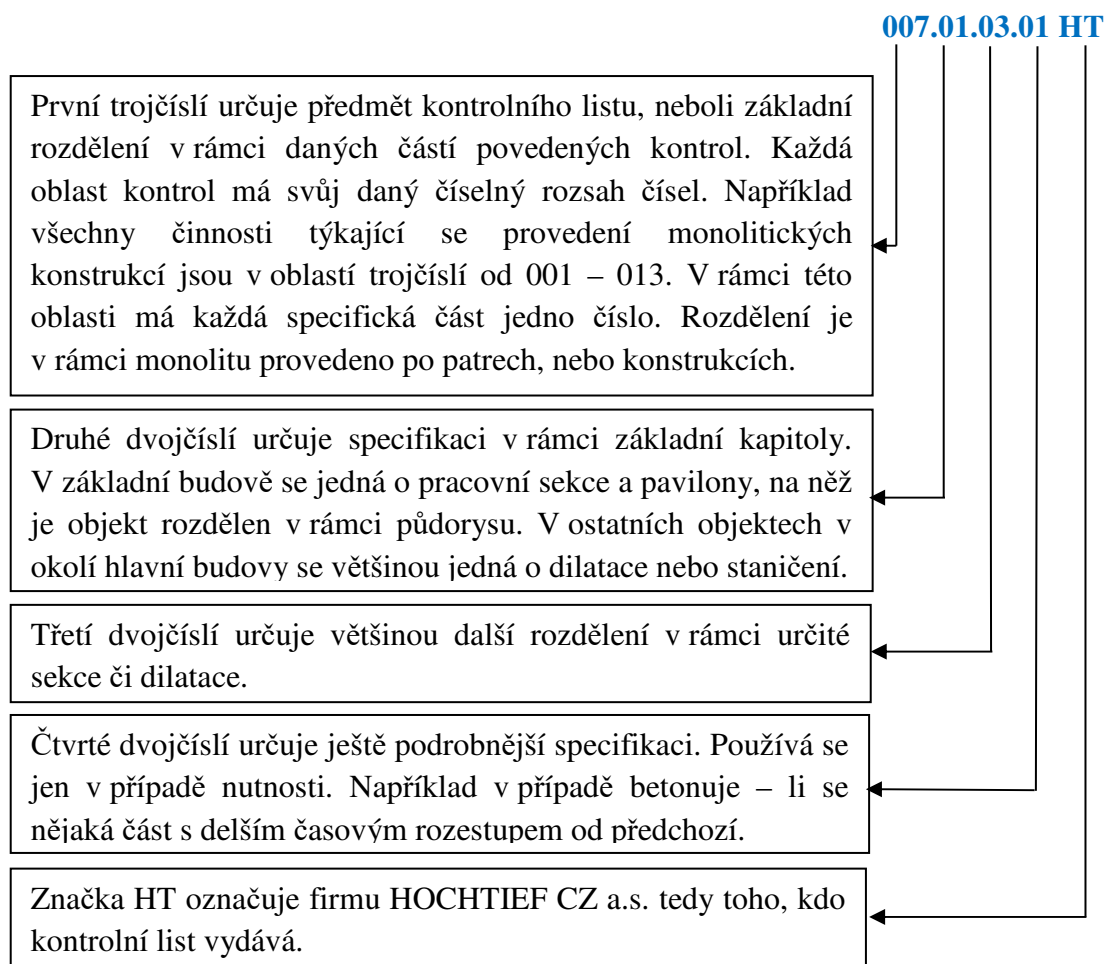 007.01.03.01 HT
První trojčíslí určuje předmět kontrolního listu, neboli základní
rozdělení v rámci daných částí povedených kontrol. Každá
oblast kontrol má svůj daný číselný rozsah čísel. Například
všechny činnosti týkající se provedení monolitických
konstrukcí jsou v oblastí trojčíslí od 001 – 013. V rámci této
oblasti má každá specifická část jedno číslo. Rozdělení je
v rámci monolitu provedeno po patrech, nebo konstrukcích.
Druhé dvojčíslí určuje specifikaci v rámci základní kapitoly.
V základní budově se jedná o pracovní sekce a pavilony, na něž
je objekt rozdělen v rámci půdorysu. V ostatních objektech v
okolí hlavní budovy se většinou jedná o dilatace nebo staničení.
Třetí dvojčíslí určuje většinou další rozdělení v rámci určité
sekce či dilatace.
Čtvrté dvojčíslí určuje ještě podrobnější specifikaci. Používá se
jen v případě nutnosti. Například v případě betonuje – li se
nějaká část s delším časovým rozestupem od předchozí.
Značka HT označuje firmu HOCHTIEF CZ a.s. tedy toho, kdo
kontrolní list vydává.